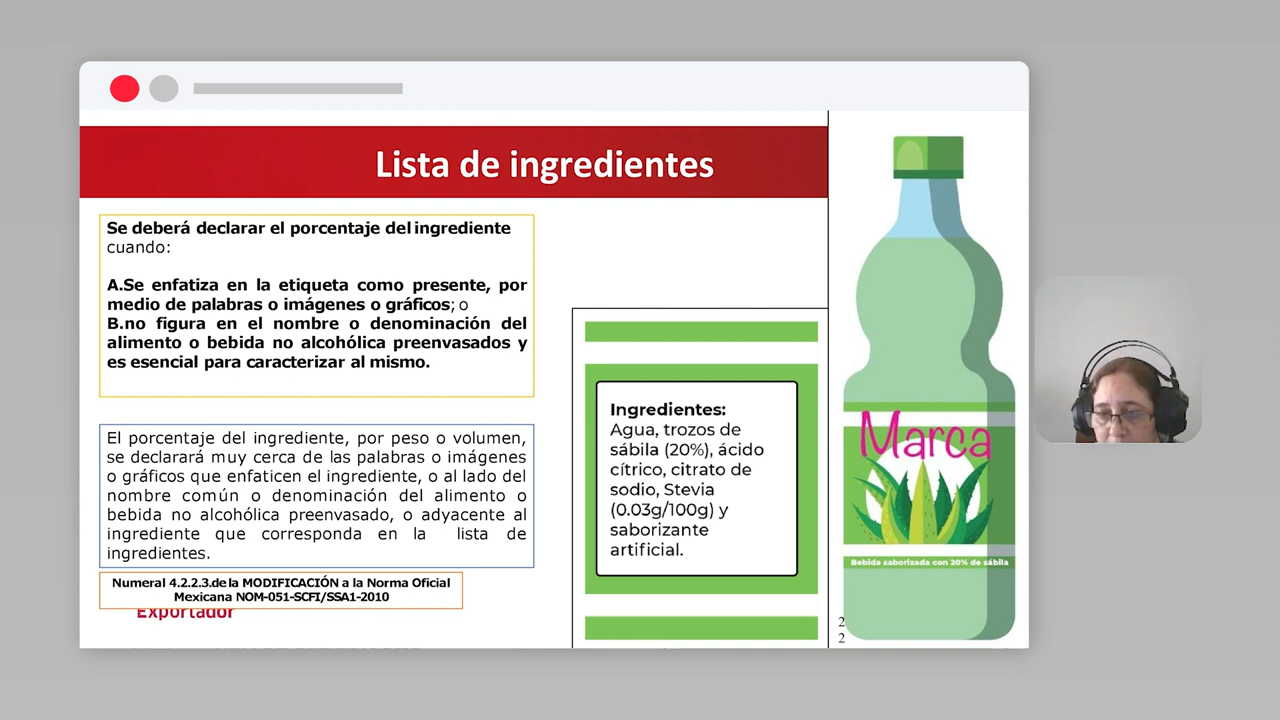 Lista de ingredientes
Se deberá declarar el porcentaje del ingrediente
cuando:
A.Se enfatiza en la etiqueta como presente, por
medio de palabras o imágenes o gráficos; o
B.no figura en el nombre o denominación del
alimento o bebida no alcohólica preenvasados y
es esencial para caracterizar al mismo.
El porcentaje del ingrediente, por peso o volumen,
se declarará muy cerca de las palabras o imágenes
o gráficos que enfaticen el ingrediente, o al lado del
nombre común o denominación del alimento o
bebida no alcohólica preenvasado, o adyacente al
ingrediente que corresponda en la lista de
ingredientes.
Numeral 4.2.2.3.de la MODIFICACIÓN a la Norma Oficial
Mexicana NOM-051-SCFI/SSA1-2010
Exportador
Ingredientes:
Agua, trozos de
sábila (20%), ácido
cítrico, citrato de
sodio, Stevia
(0.03g/100g) y
saborizante
artificial.
Marca
Bebida saborizada con 20% de sábila
2
2